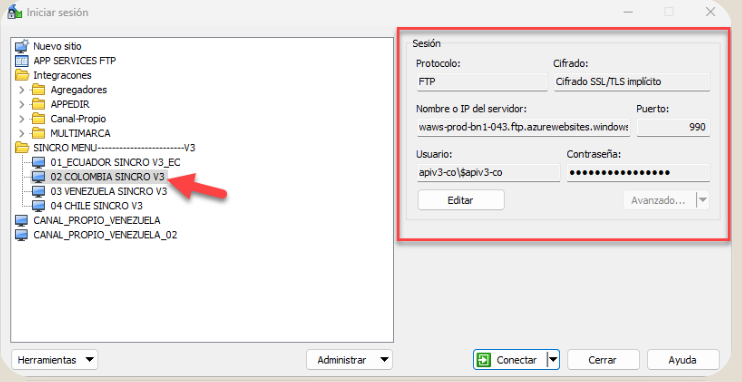 Iniciar sesión
Nuevo sitio
APP SERVICES FTP
Integracones
Agregadores
APPEDIR
Canal-Propio
MULTIMARCA
SINCRO MENU------------------------V3
01_ECUADOR SINCRO V3_EC
02 COLOMBIA SINCRO V3
03 VENEZUELA SINCRO V3
04 CHILE SINCRO V3
CANAL_PROPIO_VENEZUELA
CANAL_PROPIO_VENEZUELA_02
Sesión
Protocolo: Cifrado:
FTP Cifrado SSL/TLS implícito
Nombre o IP del servidor: Puerto:
waws-prod-bn1-043.ftp.azurewebsites.windows 990
Usuario: Contraseña:
apiv3-co\$apiv3-co ●●●●●●●●●●●●●●●●
Editar Avanzado...
Herramientas Administrar Conectar Cerrar Ayuda